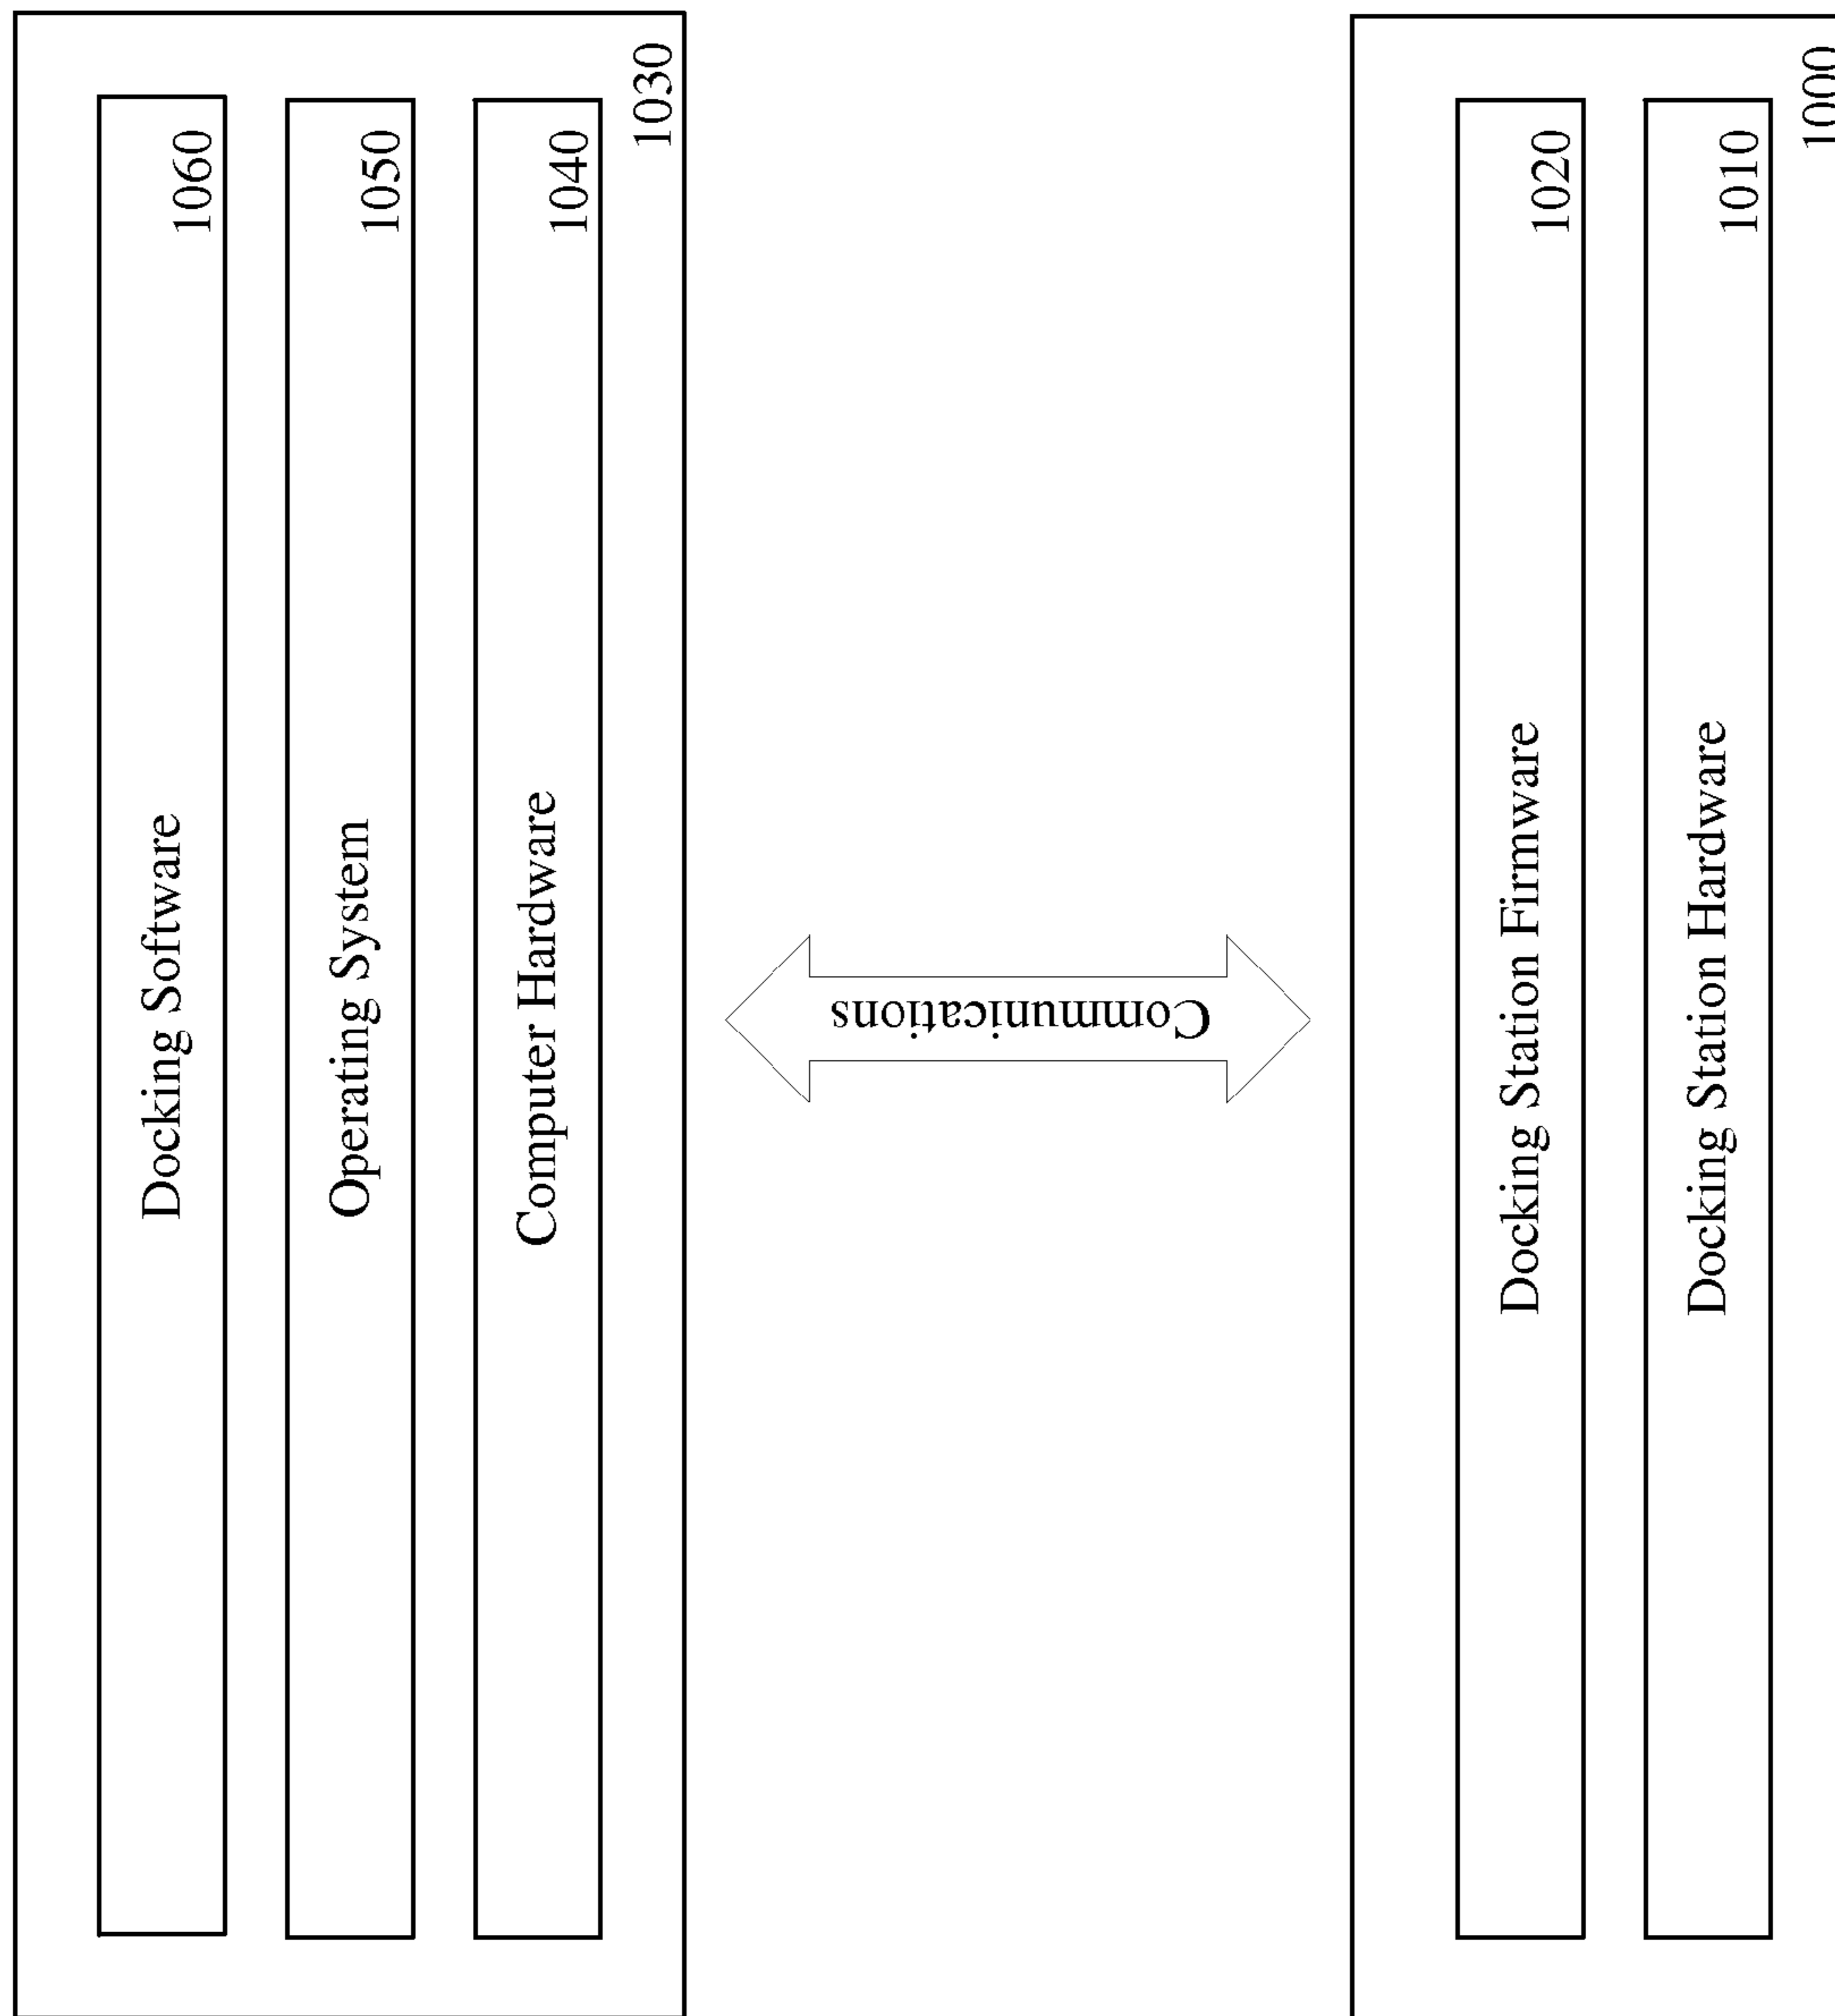 Docking Software
1060
Operating System
1050
Computer Hardware
1040
1030
Communications
Docking Station Firmware
1020
Docking Station Hardware
1010
1000